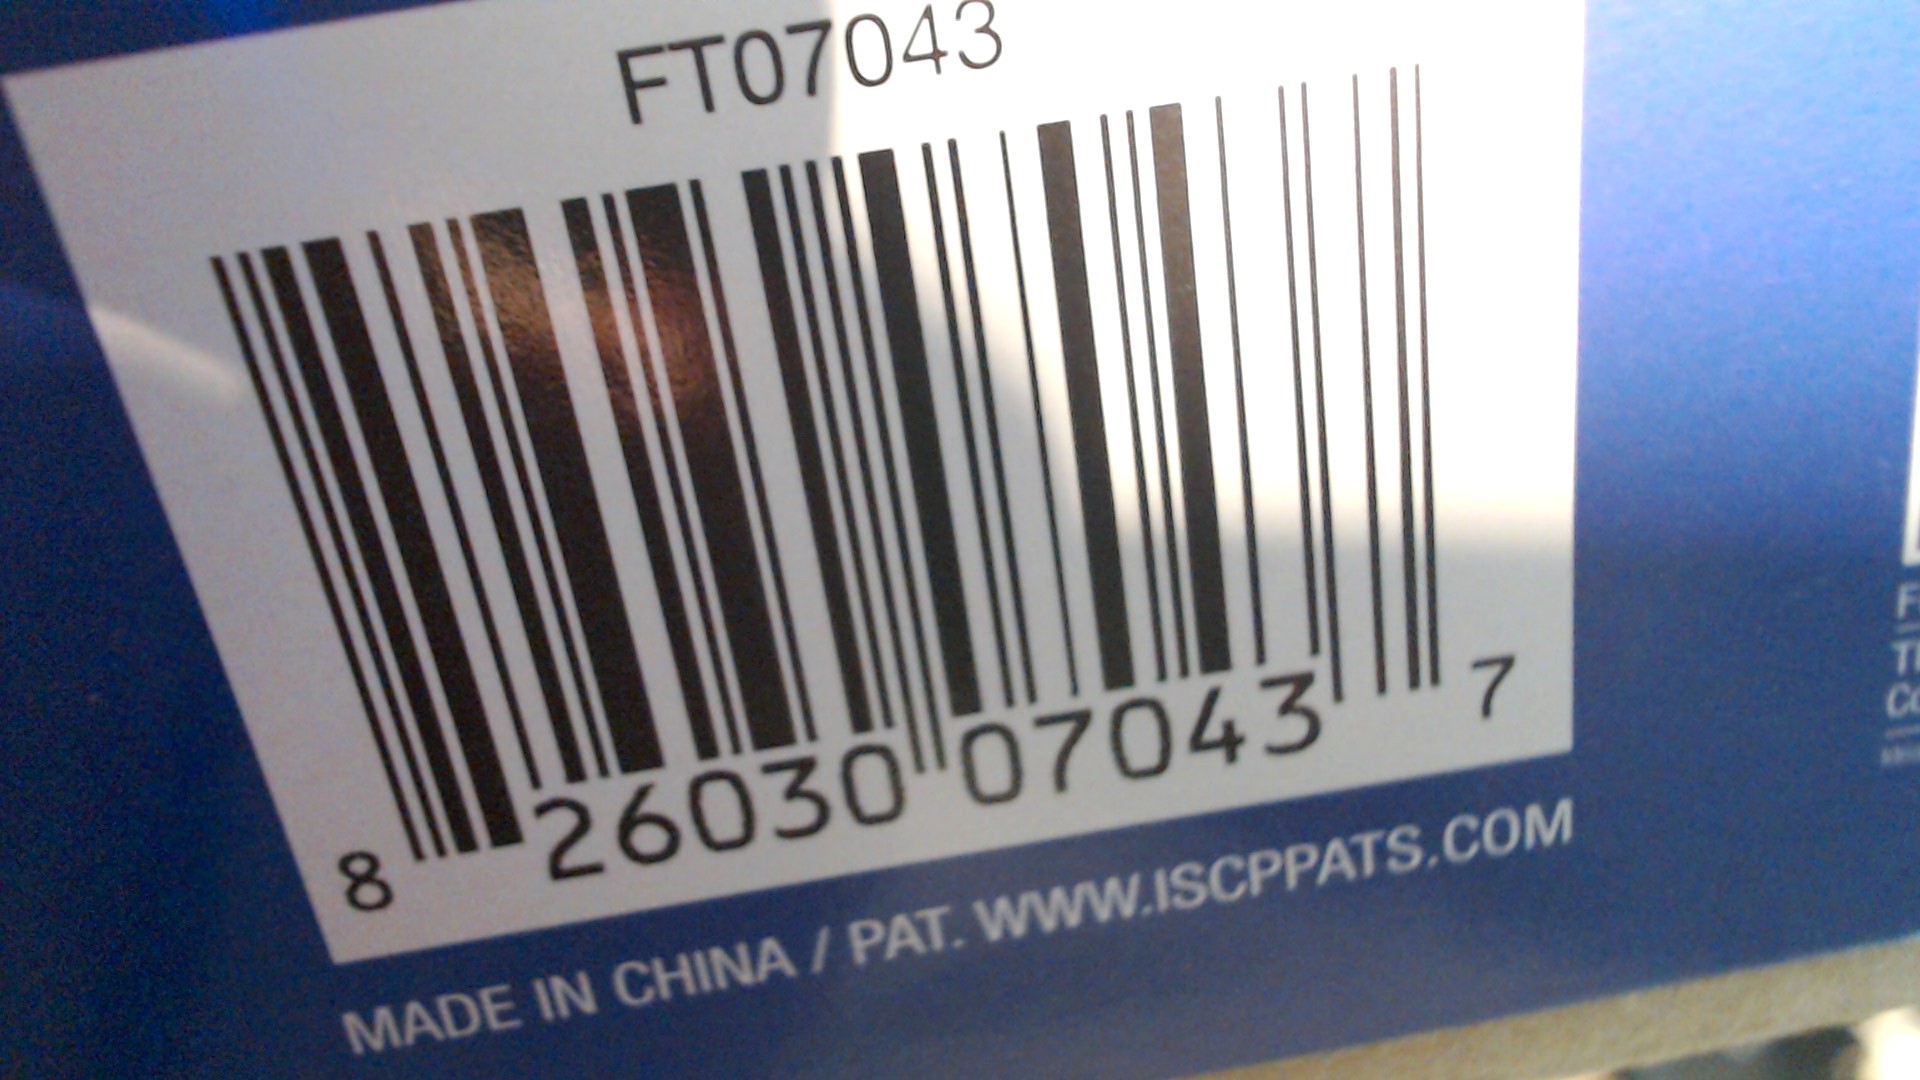 FT07043
8 26030 07043 7
MADE IN CHINA / PAT. WWW.ISCPPATS.COM